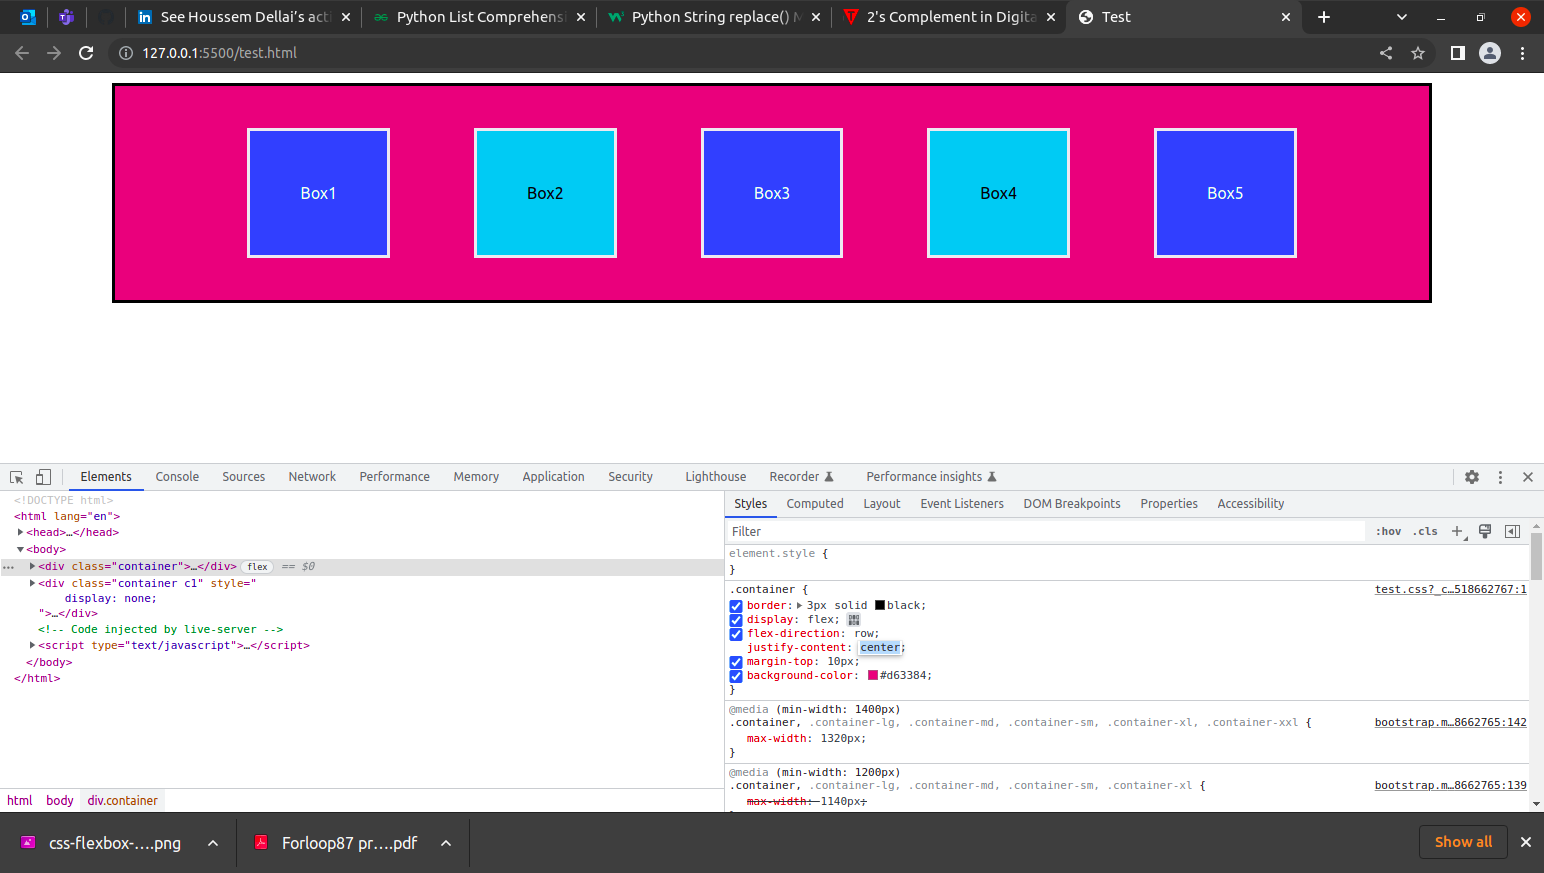 See Houssem Dellai's acti
Python List Comprehensi
Python String replace() M
2's Complement in Digita
Test
127.0.0.1:5500/test.html
Box1
Box2
Box3
Box4
Box5
Elements Console Sources Network Performance Memory Application Security Lighthouse Recorder Performance insights
<!DOCTYPE html>
<html lang="en">
<head>…</head>
<body>
<div class="container">…</div> flex == $0
<div class="container c1" style="
display: none;
">…</div>
<!-- Code injected by live-server -->
<script type="text/javascript">…</script>
</body>
</html>
html body div.container
Styles Computed Layout Event Listeners DOM Breakpoints Properties Accessibility
Filter :hov .cls
element.style {
}
.container { test.css?_c…518662767:1
border: 3px solid black;
display: flex;
flex-direction: row;
justify-content: center;
margin-top: 10px;
background-color: #d63384;
}
@media (min-width: 1400px)
.container, .container-lg, .container-md, .container-sm, .container-xl, .container-xxl { bootstrap.m…8662765:142
max-width: 1320px;
}
@media (min-width: 1200px)
.container, .container-lg, .container-md, .container-sm, .container-xl { bootstrap.m…8662765:139
max-width: 1140px;
css-flexbox-....png
Forloop87 pr....pdf
Show all